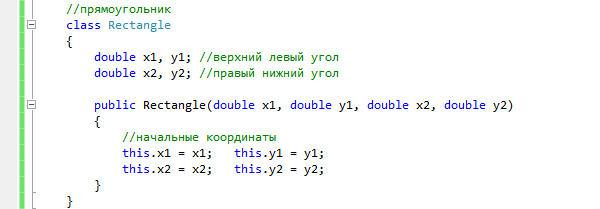 //прямоугольник
class Rectangle
{
double x1, y1; //верхний левый угол
double x2, y2; //правый нижний угол
public Rectangle(double x1, double y1, double x2, double y2)
{
//начальные координаты
this.x1 = x1;   this.y1 = y1;
this.x2 = x2;   this.y2 = y2;
}
}